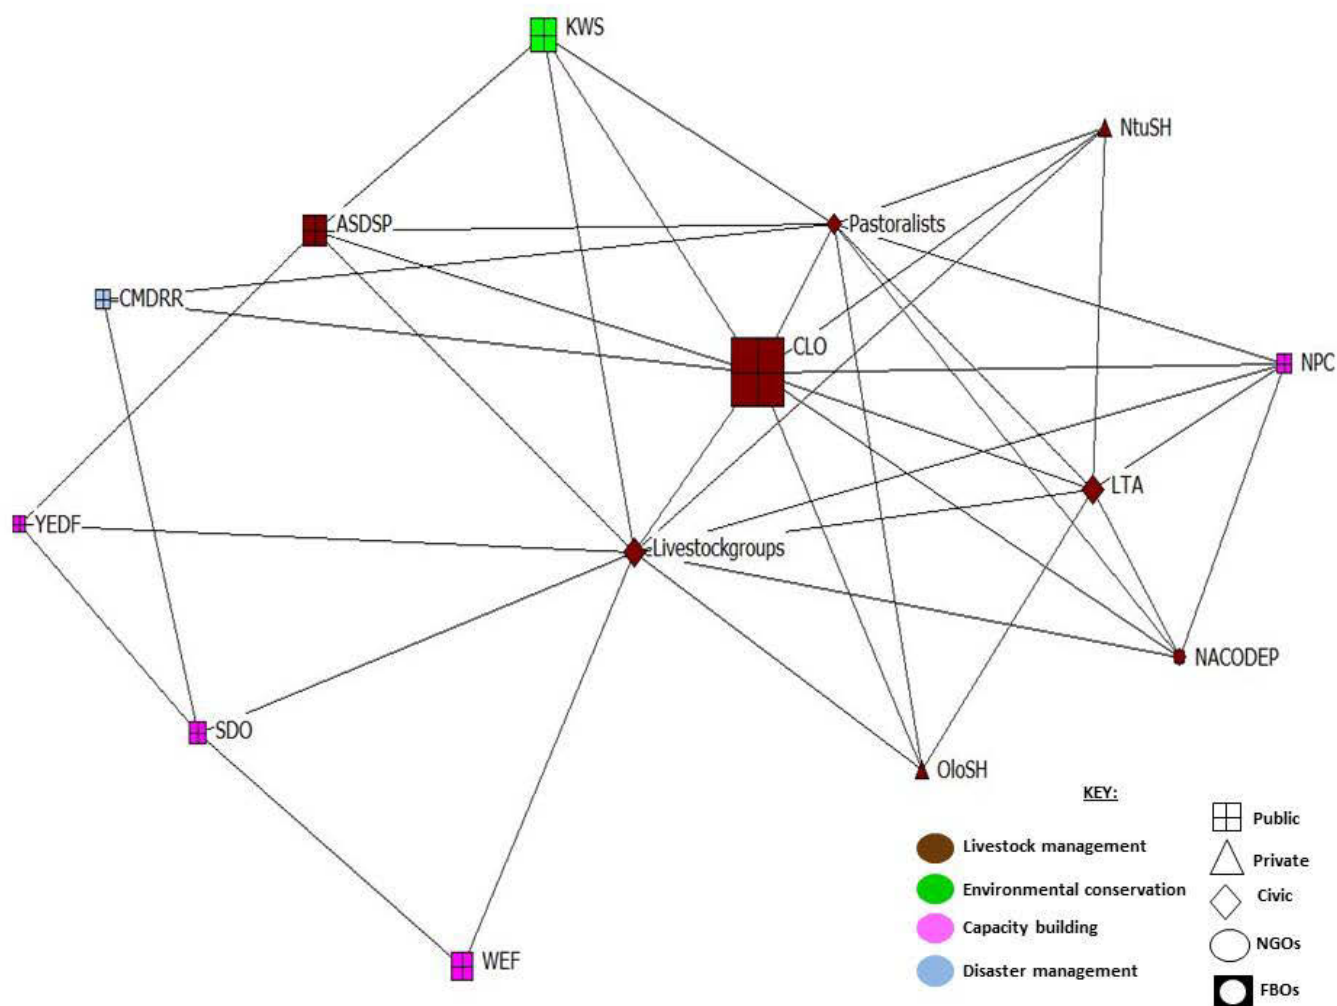 KWS
NtuSH
ASDSP
Pastoralists
CMDRR
CLO
NPC
LTA
YEDF
Livestockgroups
NACODEP
SDO
OloSH
WEF
KEY:
Livestock management
Environmental conservation
Capacity building
Disaster management
Public
Private
Civic
NGOs
FBOs